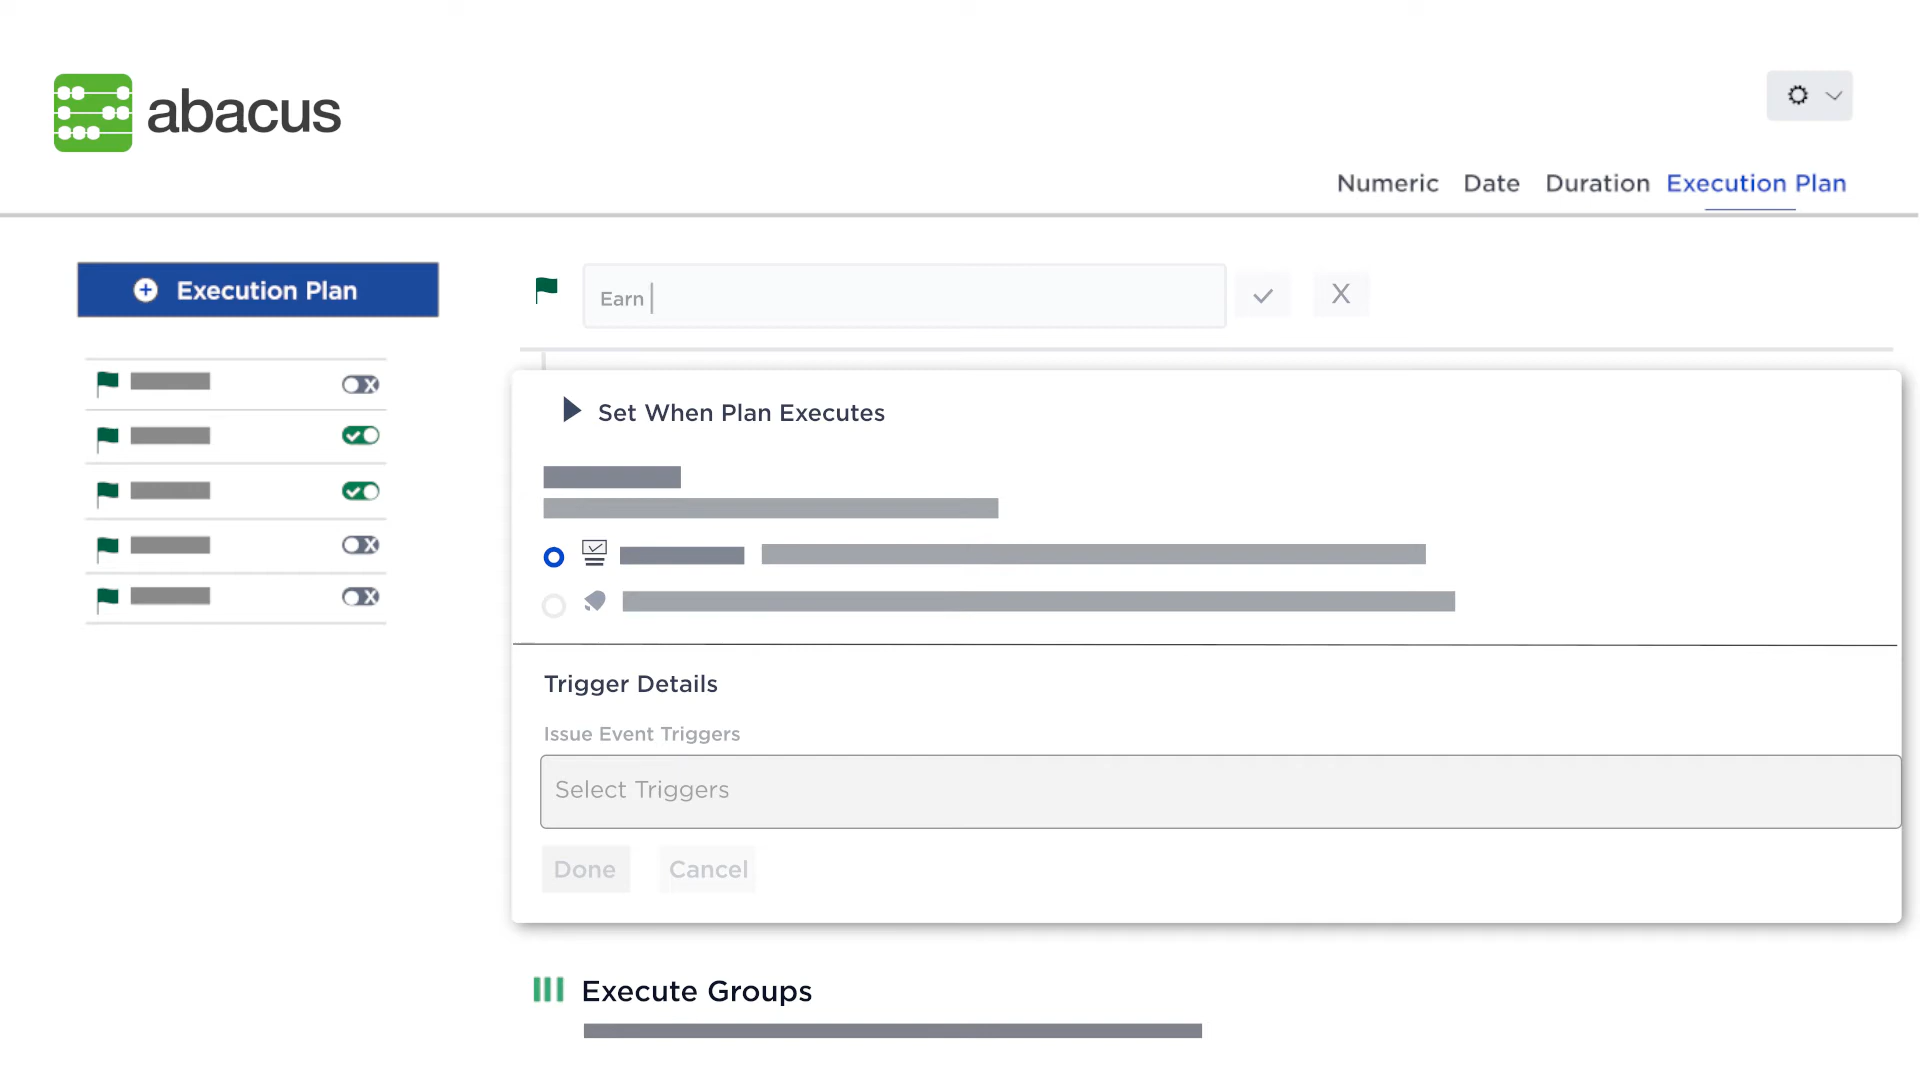 abacus
Numeric Date Duration Execution Plan
Execution Plan
Earn
X
Set When Plan Executes
Trigger Details
Issue Event Triggers
Select Triggers
Done Cancel
Execute Groups